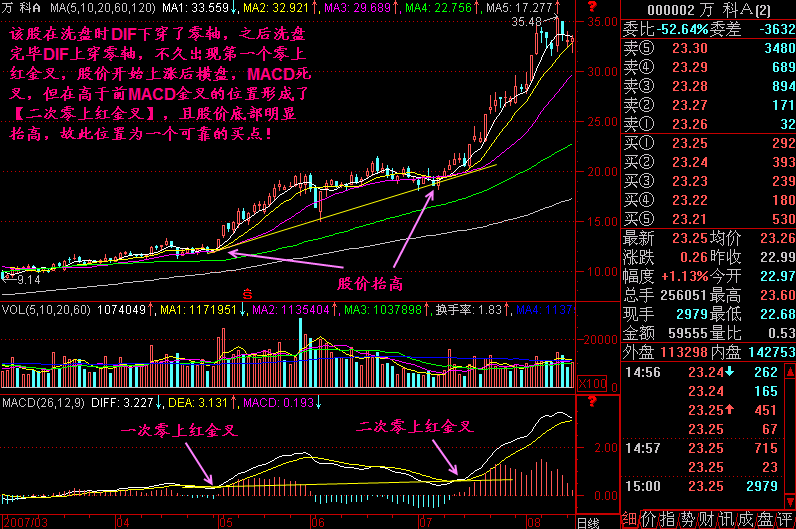 万 科A MA(5,10,20,60,120) MA1: 33.559↓, MA2: 32.921↑, MA3: 29.689↑, MA4: 22.756↑, MA5: 17.277↑
35.48
该股在洗盘时DIF下穿了零轴，之后洗盘
完毕DIF上穿零轴，不久出现第一个零上
红金叉，股价开始上涨后横盘，MACD死
叉，但在高于前MACD金叉的位置形成了
【二次零上红金叉】，且股价底部明显
抬高，故此位置为一个可靠的买点！
?
35.00
30.00
25.00
20.00
15.00
10.00
9.14
股价抬高
VOL(5,10,20,60) 1074049↑, MA1: 1171951↓, MA2: 1135404↑, MA3: 1037898↑, 换手率: 1.83↑, MA4: 1137
20000
X100
0
MACD(26,12,9) DIFF: 3.227↓, DEA: 3.131↑, MACD: 0.193↓
?
一次零上红金叉
二次零上红金叉
2.00
0.00
2007/03 04 05 06 07 08 日线
000002 万 科A(2)
委比 -52.64% 委差 -3632
卖⑤ 23.30 3480
卖④ 23.29 689
卖③ 23.28 894
卖② 23.27 171
卖① 23.26 32
买① 23.25 292
买② 23.24 393
买③ 23.23 239
买④ 23.22 180
买⑤ 23.21 530
最新 23.25 均价 23.26
涨跌 0.26 昨收 22.99
幅度 +1.13% 今开 22.97
总手 256051 最高 23.60
现手 2979 最低 22.68
金额 59555 量比 0.53
外盘 113298 内盘 142753
14:56 23.24↓ 262
23.24 165
23.25↑ 451
23.25 67
14:57 23.25 715
23.25 23
15:00 23.25 2979
细 价 指 势 财 讯 成 盘 评